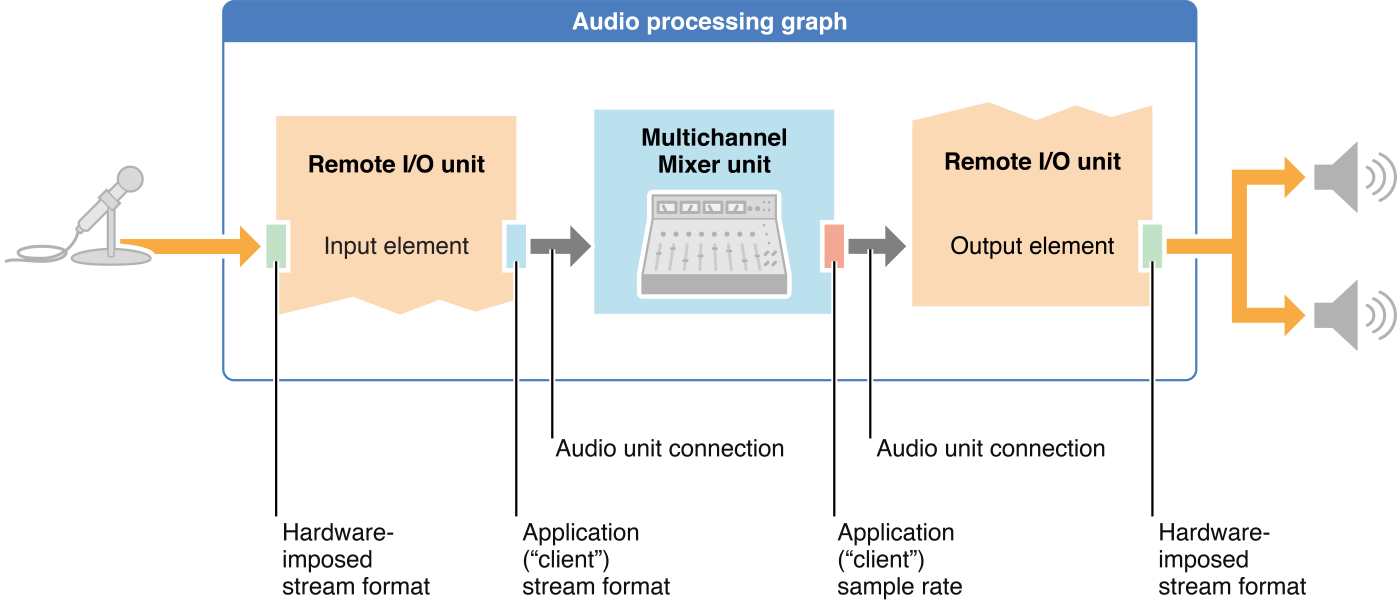 Audio processing graph
Remote I/O unit
Input element
Multichannel
Mixer unit
Remote I/O unit
Output element
Audio unit connection
Audio unit connection
Hardware-
imposed
stream format
Application
(“client”)
stream format
Application
(“client”)
sample rate
Hardware-
imposed
stream format